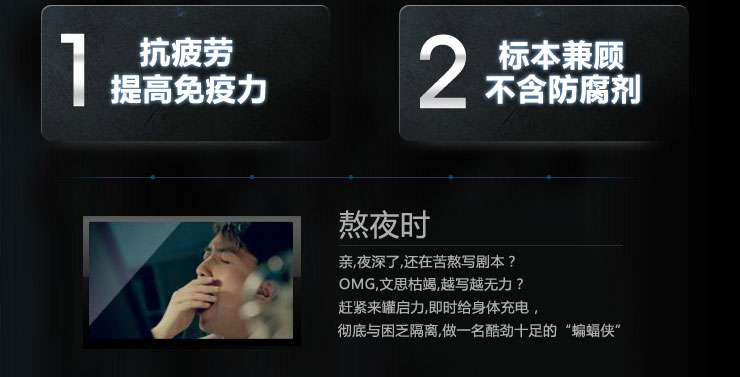 1
抗疲劳
提高免疫力
2
标本兼顾
不含防腐剂
熬夜时
亲,夜深了,还在苦熬写剧本？
OMG,文思枯竭,越写越无力？
赶紧来罐启力,即时给身体充电，
彻底与困乏隔离,做一名酷劲十足的“蝙蝠侠”